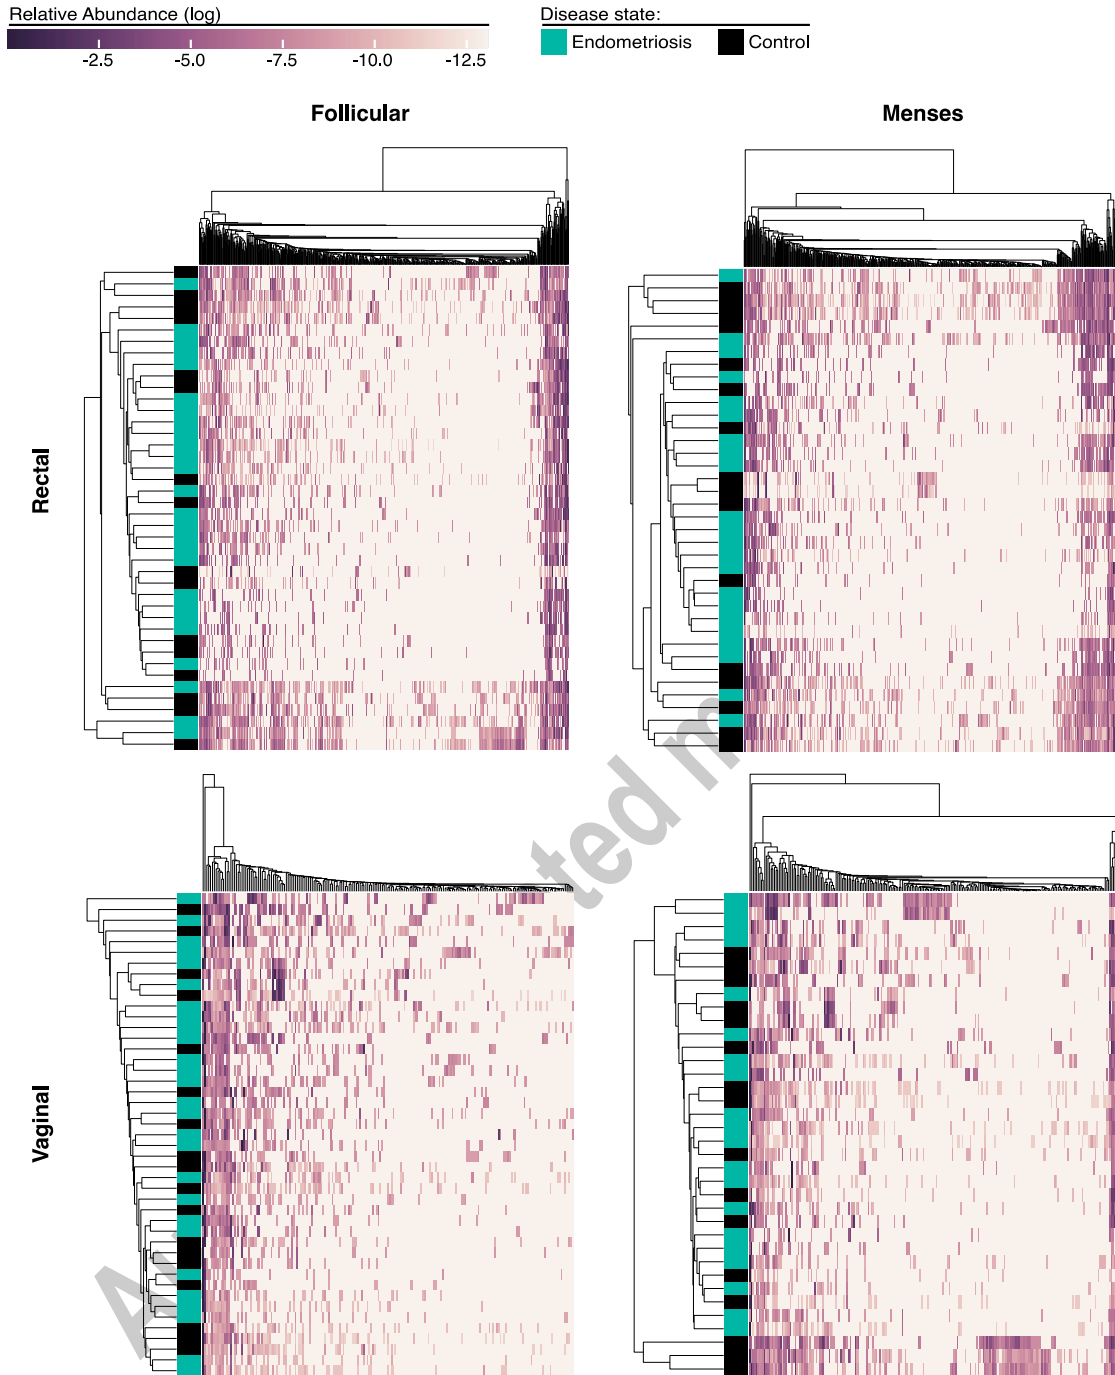 Relative Abundance (log)
-2.5 -5.0 -7.5 -10.0 -12.5
Disease state:
Endometriosis Control
Follicular Menses
Rectal
Vaginal